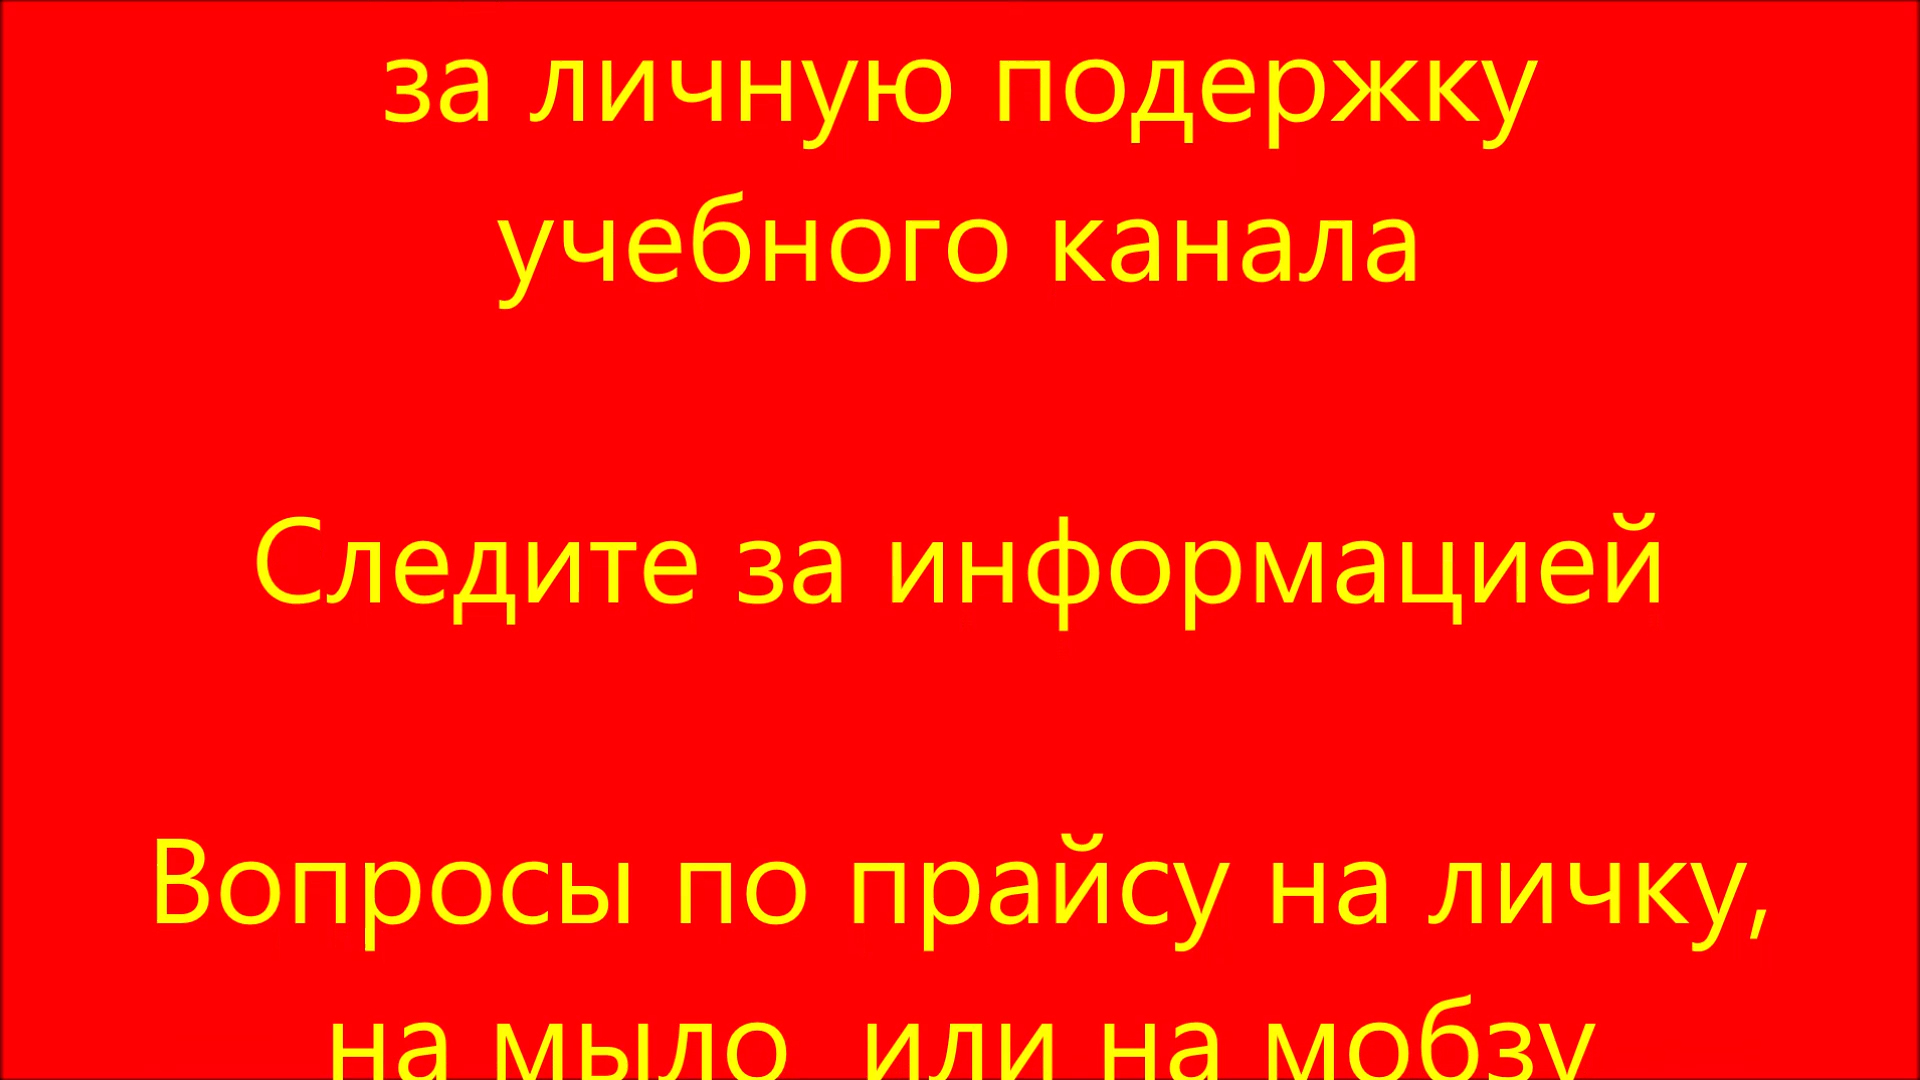 за личную подержку
учебного канала
Следите за информацией
Вопросы по прайсу на личку,
на мыло или на мобзу